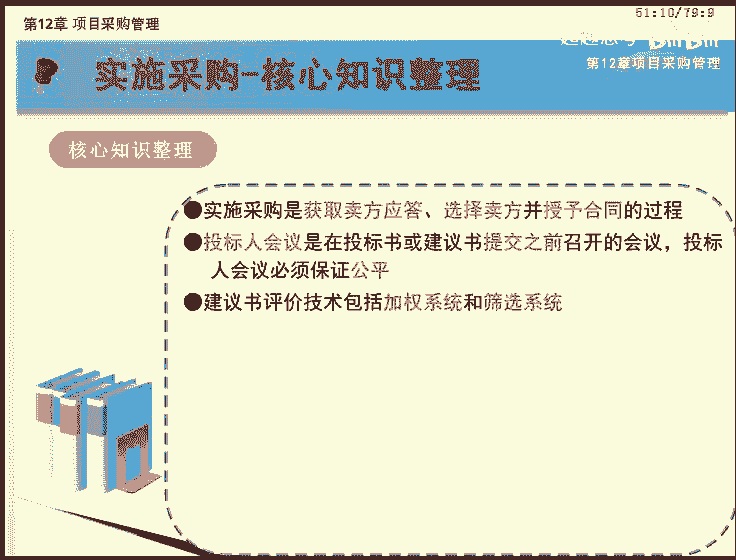 第12章 项目采购管理
51:10/79:9
第12章项目采购管理
实施采购-核心知识整理
核心知识整理
●实施采购是获取卖方应答、选择卖方并授予合同的过程
●投标人会议是在投标书或建议书提交之前召开的会议，投标
人会议必须保证公平
●建议书评价技术包括加权系统和筛选系统